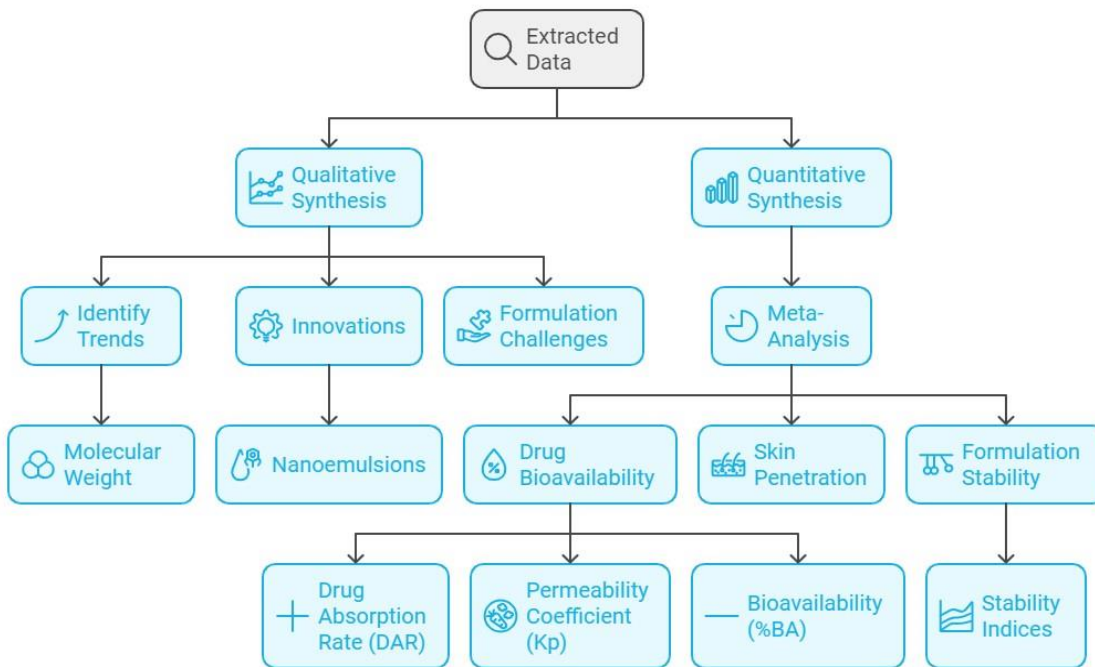 Extracted
Data
Qualitative
Synthesis
Quantitative
Synthesis
Identify
Trends
Innovations
Formulation
Challenges
Meta-
Analysis
Molecular
Weight
Nanoemulsions
Drug
Bioavailability
Skin
Penetration
Formulation
Stability
Drug
Absorption
Rate (DAR)
Permeability
Coefficient
(Kp)
Bioavailability
(%BA)
Stability
Indices